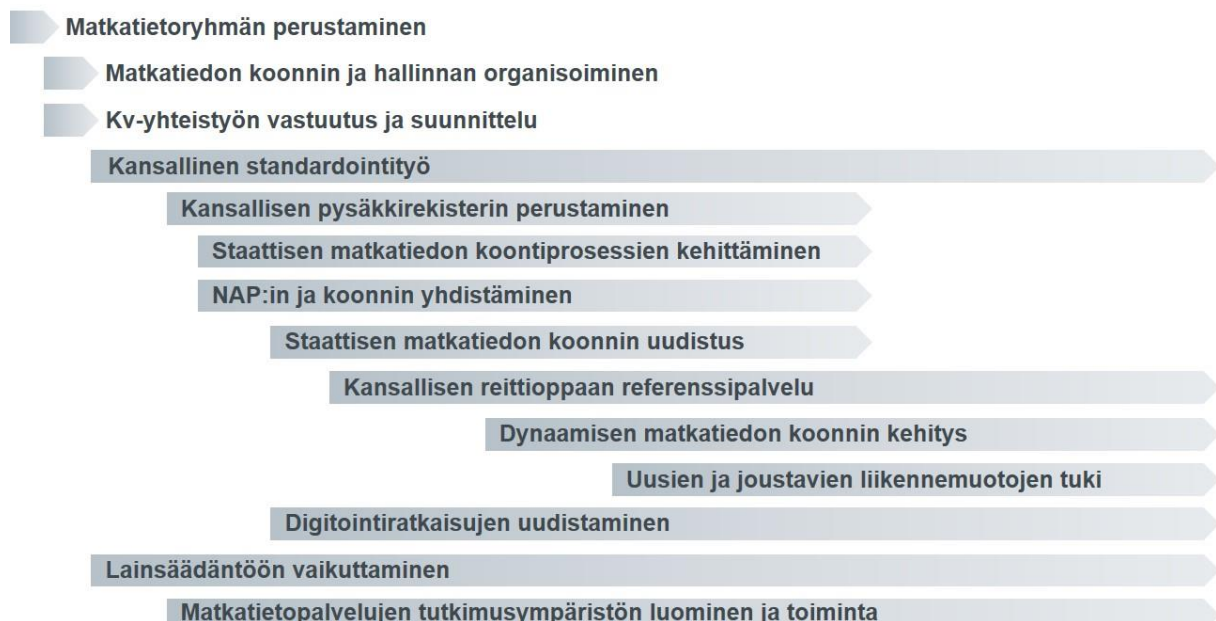 Matkatietoryhmän perustaminen
Matkatiedon koonnin ja hallinnan organisoiminen
Kv-yhteistyön vastuutus ja suunnittelu
Kansallinen standardointityö
Kansallisen pysäkkirekisterin perustaminen
Staattisen matkatiedon koontiprosessien kehittäminen
NAP:in ja koonnin yhdistäminen
Staattisen matkatiedon koonnin uudistus
Kansallisen reittioppaan referenssipalvelu
Dynaamisen matkatiedon koonnin kehitys
Uusien ja joustavien liikennemuotojen tuki
Digitointiratkaisujen uudistaminen
Lainsäädäntöön vaikuttaminen
Matkatietopalvelujen tutkimusympäristön luominen ja toiminta